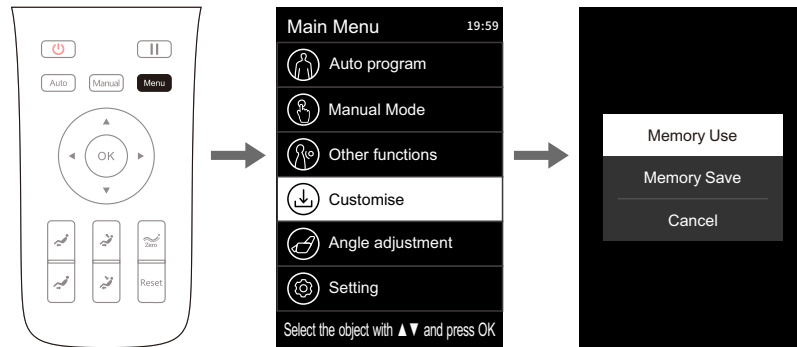 Auto
Manual
Menu
OK
Zero
Reset
Main Menu 19:59
Auto program
Manual Mode
Other functions
Customise
Angle adjustment
Setting
Select the object with ▲▼ and press OK
Memory Use
Memory Save
Cancel